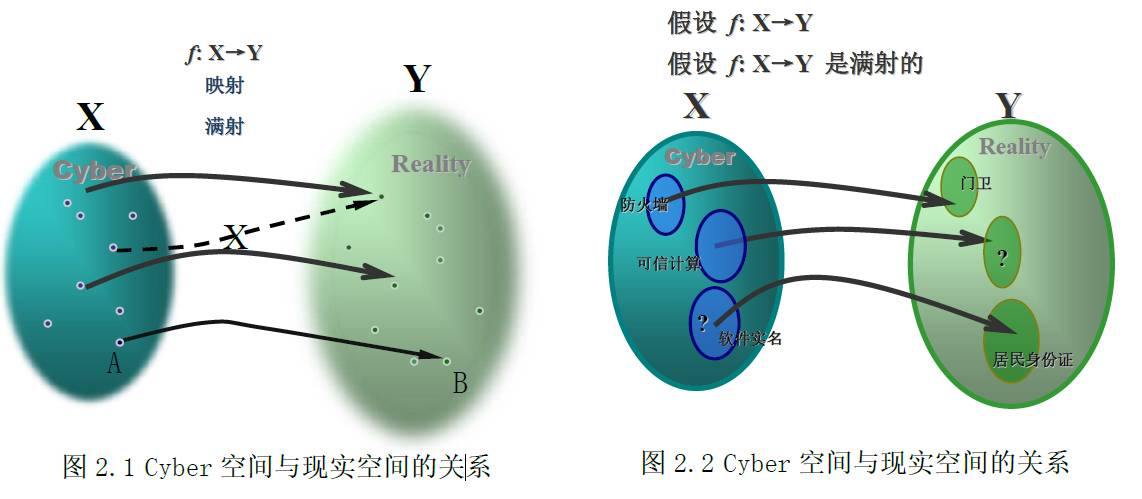 f: X→Y
映射
满射
X
Y
Cyber
Reality
X
A
B
图 2.1 Cyber 空间与现实空间的关系
假设 f: X→Y
假设 f: X→Y 是满射的
X
Y
Cyber
Reality
防火墙
门卫
可信计算
?
?
软件实名
居民身份证
图 2.2 Cyber 空间与现实空间的关系